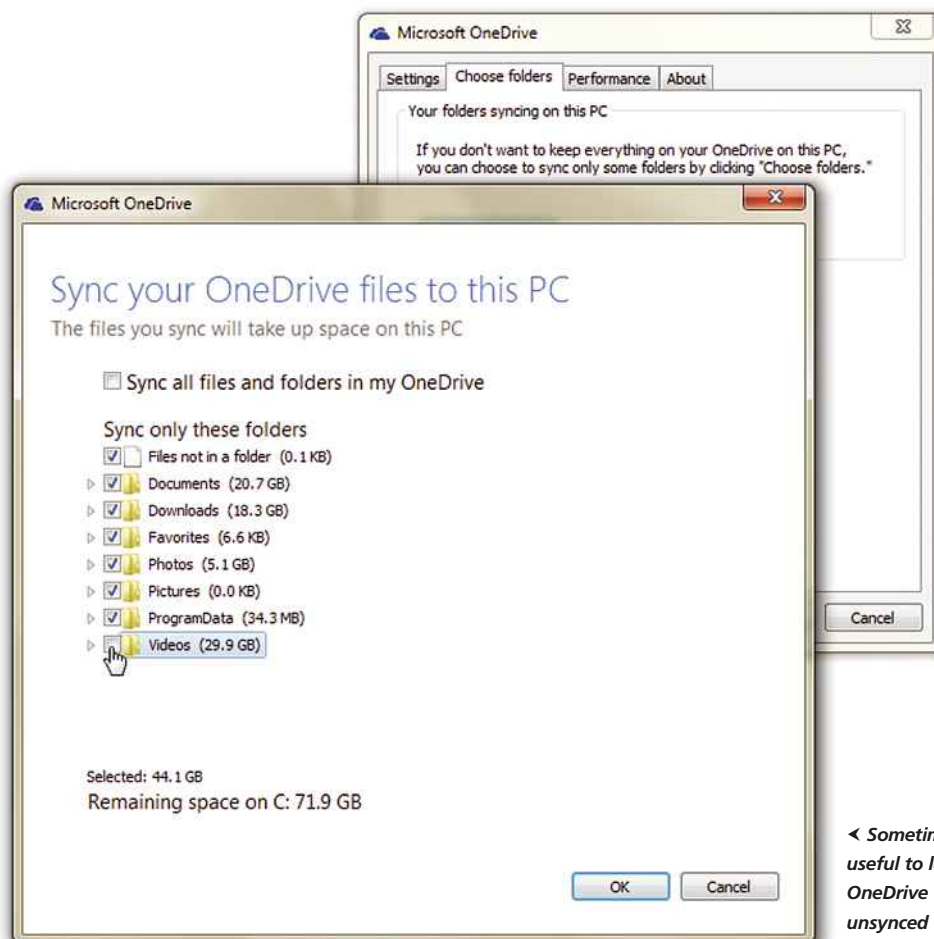 Microsoft OneDrive
Settings Choose folders Performance About
Your folders syncing on this PC
If you don't want to keep everything on your OneDrive on this PC,
you can choose to sync only some folders by clicking "Choose folders."
Cancel
Microsoft OneDrive
Sync your OneDrive files to this PC
The files you sync will take up space on this PC
Sync all files and folders in my OneDrive
Sync only these folders
Files not in a folder (0.1 KB)
Documents (20.7 GB)
Downloads (18.3 GB)
Favorites (6.6 KB)
Photos (5.1 GB)
Pictures (0.0 KB)
ProgramData (34.3 MB)
Videos (29.9 GB)
Selected: 44.1 GB
Remaining space on C: 71.9 GB
OK Cancel
useful to
OneDrive
unsynced